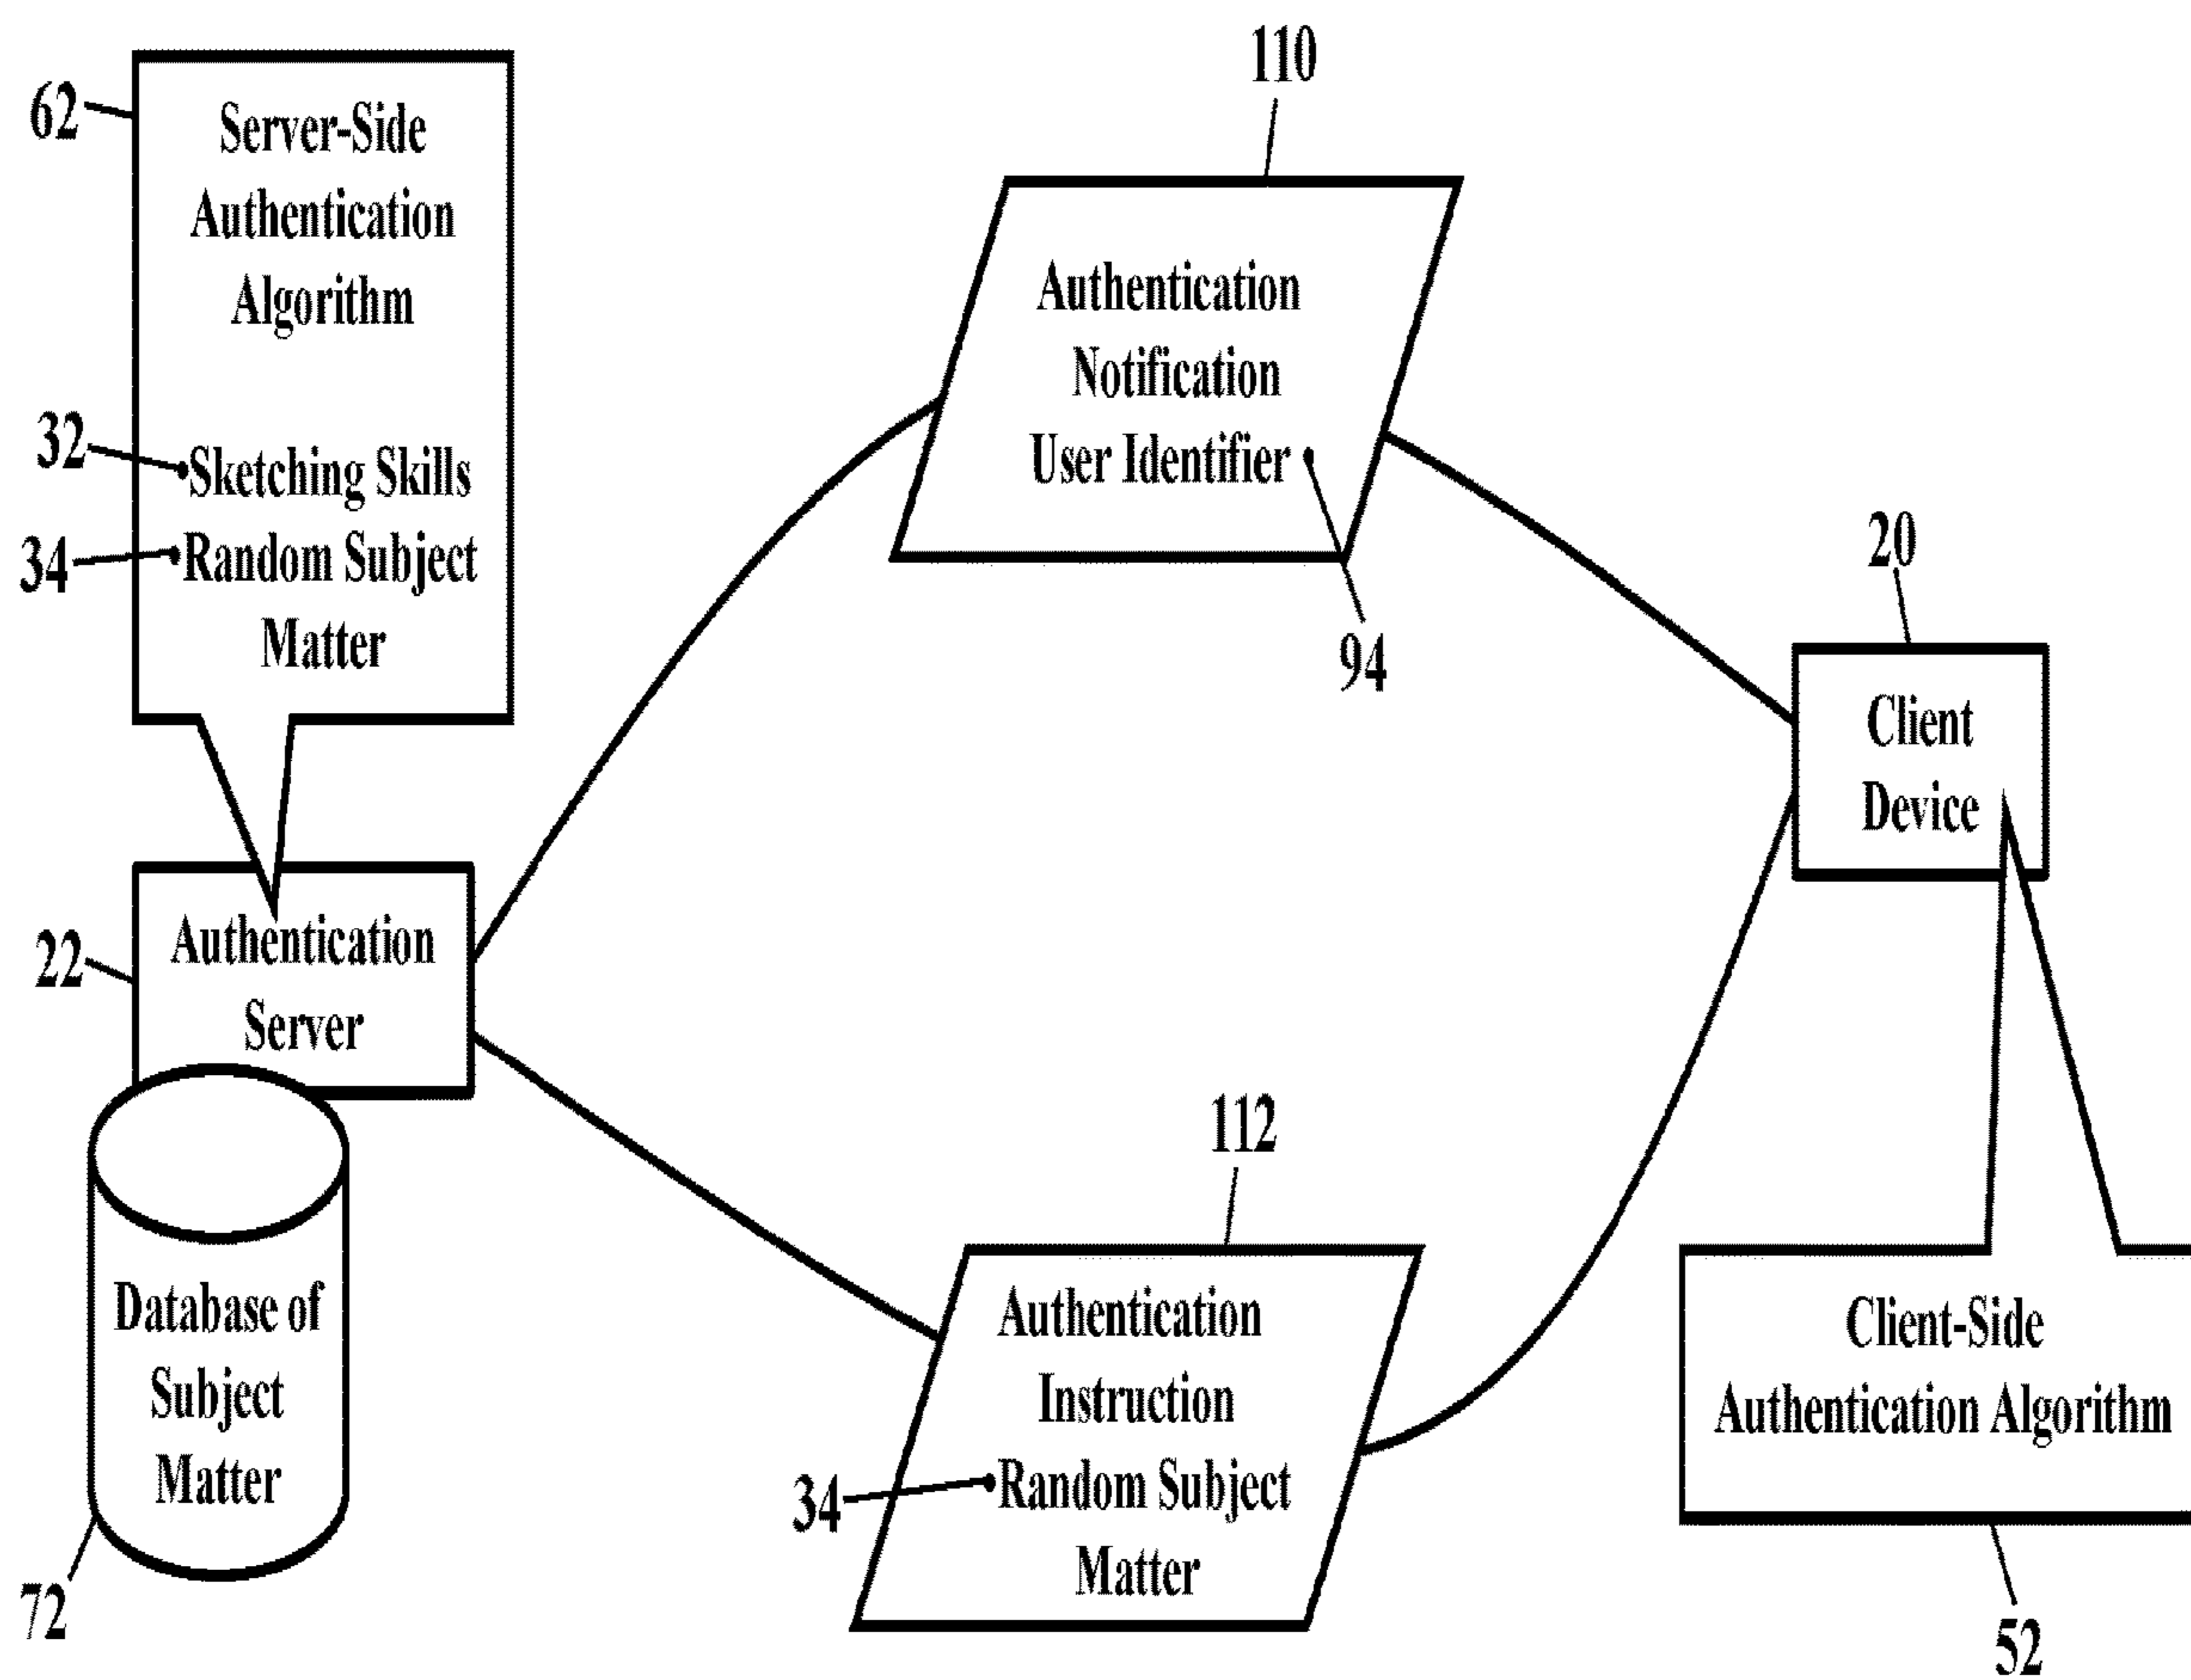 110
62
Server-Side
Authentication
Algorithm
32
Sketching Skills
34
Random Subject
Matter
Authentication
Notification
User Identifier
94
20
Client
Device
22
Authentication
Server
112
Database of
Subject
Matter
72
Authentication
Instruction
34
Random Subject
Matter
Client-Side
Authentication Algorithm
52